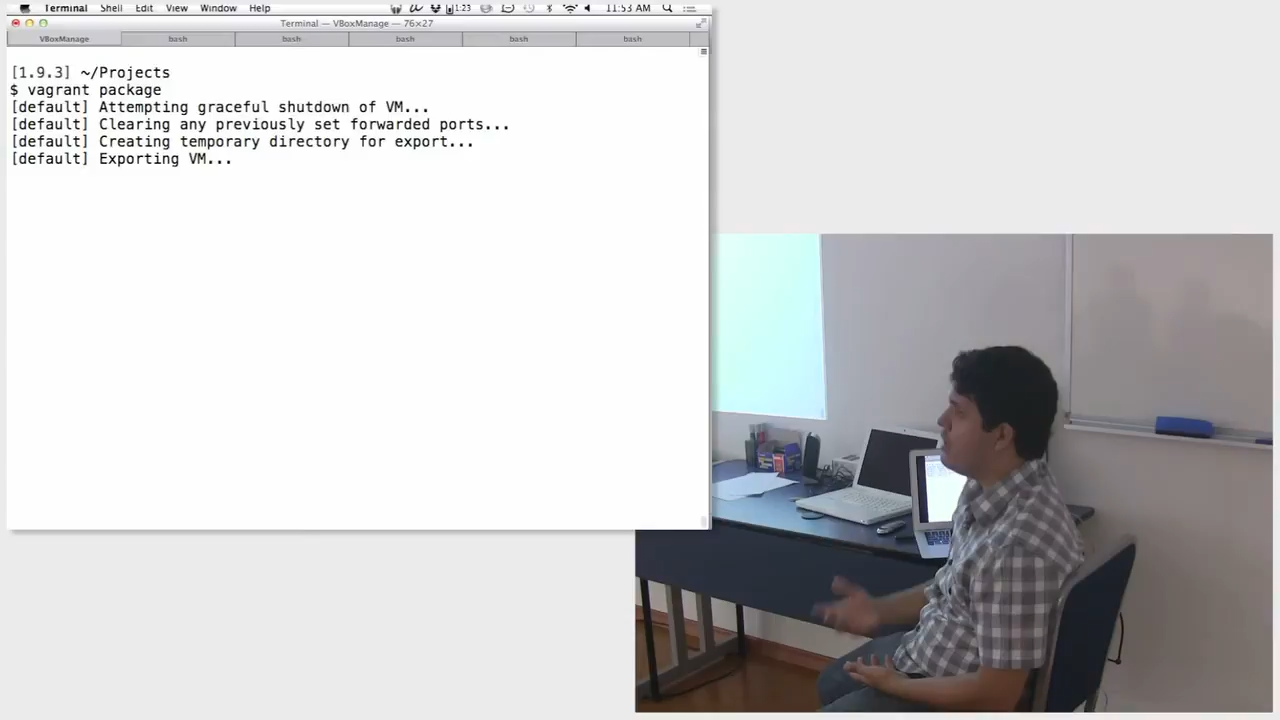 Terminal Shell Edit View Window Help 1:23 11:53 AM
Terminal — VBoxManage — 76×27
VBoxManage bash bash bash bash bash
[1.9.3] ~/Projects
$ vagrant package
[default] Attempting graceful shutdown of VM...
[default] Clearing any previously set forwarded ports...
[default] Creating temporary directory for export...
[default] Exporting VM...